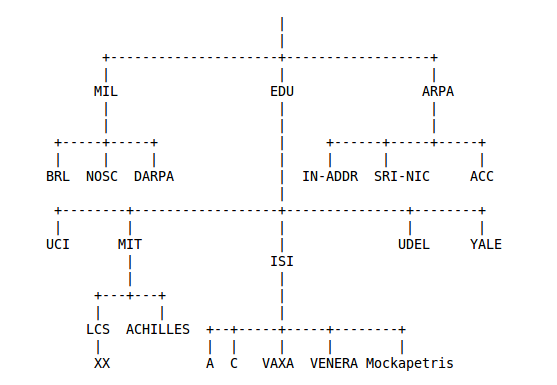 MIL EDU ARPA
BRL NOSC DARPA IN-ADDR SRI-NIC ACC
UCI MIT UDEL YALE
ISI
LCS ACHILLES
XX A C VAXA VENERA Mockapetris